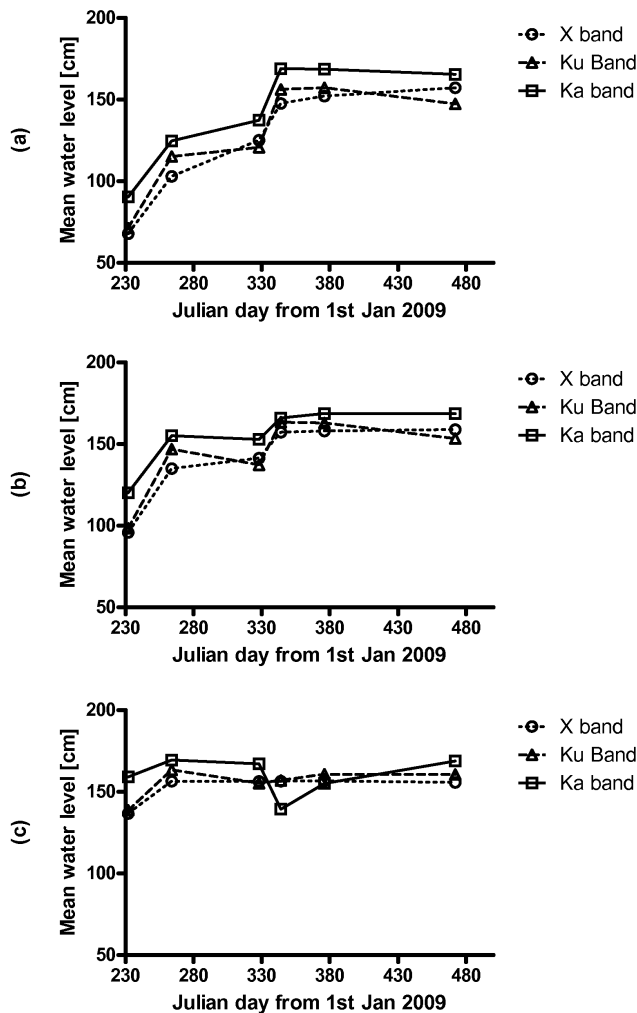 (a)
Mean water level [cm]
200
150
100
50
230 280 330 380 430 480
Julian day from 1st Jan 2009
X band
Ku Band
Ka band
(b)
Mean water level [cm]
200
150
100
50
230 280 330 380 430 480
Julian day from 1st Jan 2009
X band
Ku Band
Ka band
(c)
Mean water level [cm]
200
150
100
50
230 280 330 380 430 480
Julian day from 1st Jan 2009
X band
Ku Band
Ka band